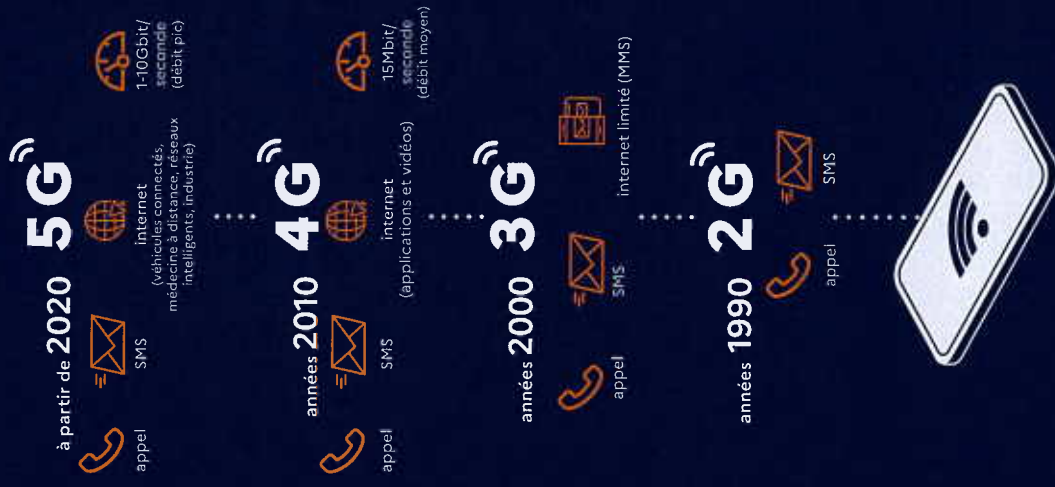 à partir de 2020 5G
appel
SMS
internet
(véhicules connectés,
médecine à distance, réseaux
intelligents, industrie)
1-10Gbit/
seconde
(débit pic)
années 2010 4G
appel
SMS
internet
(applications et vidéos)
15Mbit/
seconde
(débit moyen)
années 2000 3G
appel
SMS
internet limité (MMS)
années 1990 2G
appel
SMS